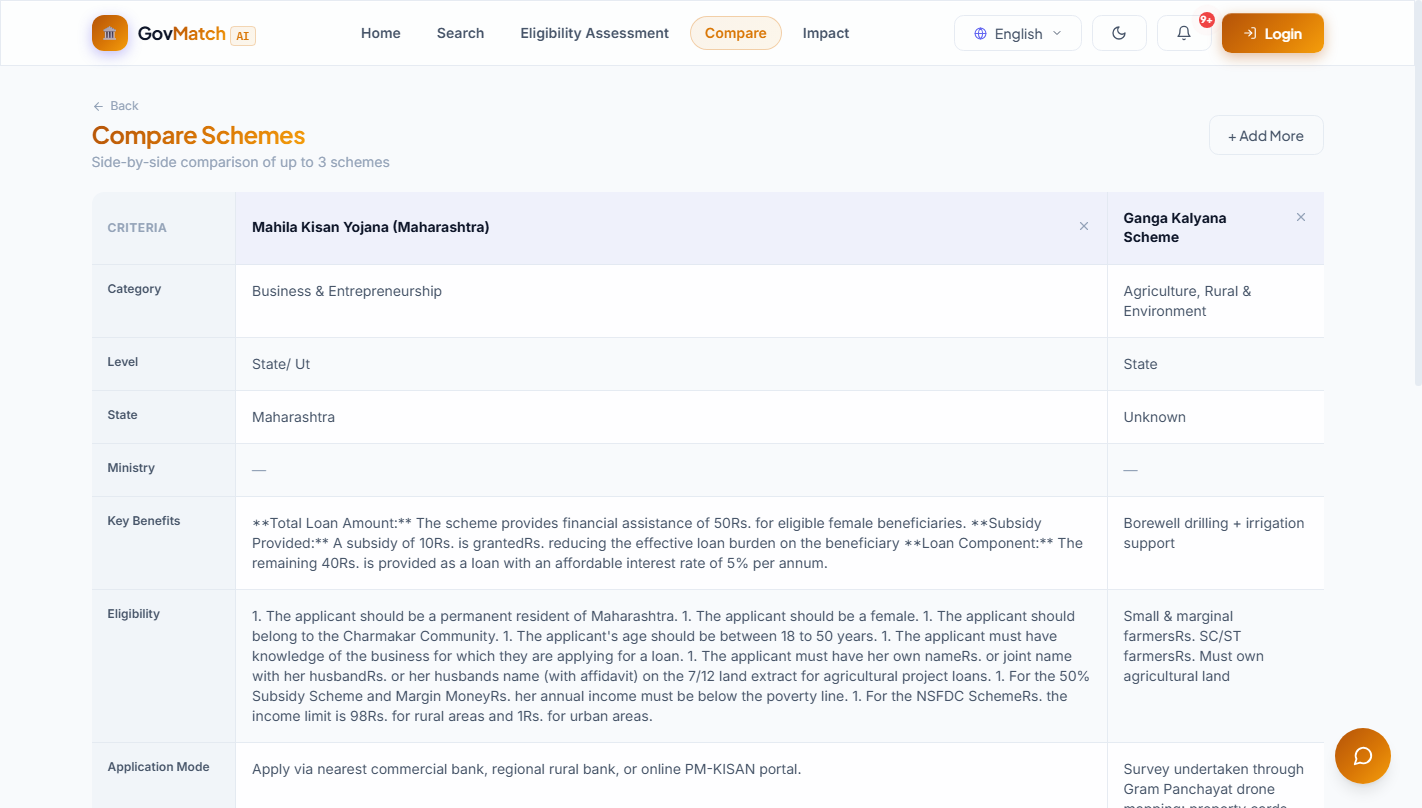 GovMatch AI
Home Search Eligibility Assessment Compare Impact
English
9+
Login
← Back
Compare Schemes
Side-by-side comparison of up to 3 schemes
+ Add More
CRITERIA
Mahila Kisan Yojana (Maharashtra)
×
Ganga Kalyana
Scheme
×
Category
Business & Entrepreneurship
Agriculture, Rural &
Environment
Level
State/ Ut
State
State
Maharashtra
Unknown
Ministry
—
—
Key Benefits
**Total Loan Amount:** The scheme provides financial assistance of 50Rs. for eligible female beneficiaries. **Subsidy
Provided:** A subsidy of 10Rs. is grantedRs. reducing the effective loan burden on the beneficiary **Loan Component:** The
remaining 40Rs. is provided as a loan with an affordable interest rate of 5% per annum.
Borewell drilling + irrigation
support
Eligibility
1. The applicant should be a permanent resident of Maharashtra. 1. The applicant should be a female. 1. The applicant should
belong to the Charmakar Community. 1. The applicant's age should be between 18 to 50 years. 1. The applicant must have
knowledge of the business for which they are applying for a loan. 1. The applicant must have her own nameRs. or joint name
with her husbandRs. or her husbands name (with affidavit) on the 7/12 land extract for agricultural project loans. 1. For the 50%
Subsidy Scheme and Margin MoneyRs. her annual income must be below the poverty line. 1. For the NSFDC SchemeRs. the
income limit is 98Rs. for rural areas and 1Rs. for urban areas.
Small & marginal
farmersRs. SC/ST
farmersRs. Must own
agricultural land
Application Mode
Apply via nearest commercial bank, regional rural bank, or online PM-KISAN portal.
Survey undertaken through
Gram Panchayat drone
mapping; property cards